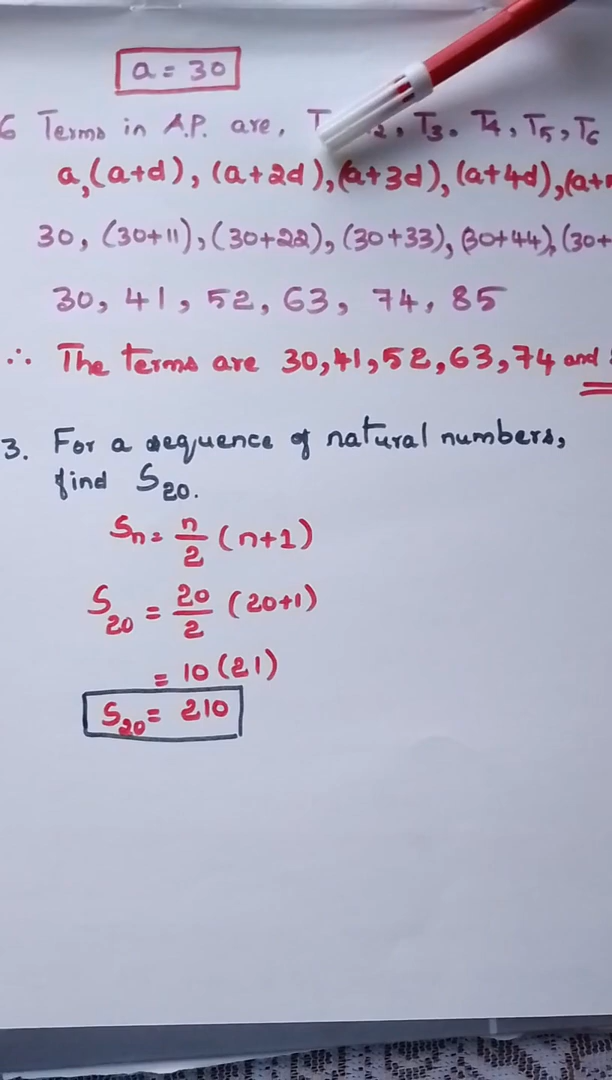 a = 30
6 Terms in A.P. are, T3, T4, T5, T6
a, (a+d), (a+2d), (a+3d), (a+4d), (a+
30, (30+11), (30+22), (30+33), (30+44), (30+
30, 41, 52, 63, 74, 85
∴ The terms are 30, 41, 52, 63, 74 and
3. For a sequence of natural numbers,
find S20.
Sn = n/2 (n+1)
S20 = 20/2 (20+1)
= 10 (21)
S20 = 210